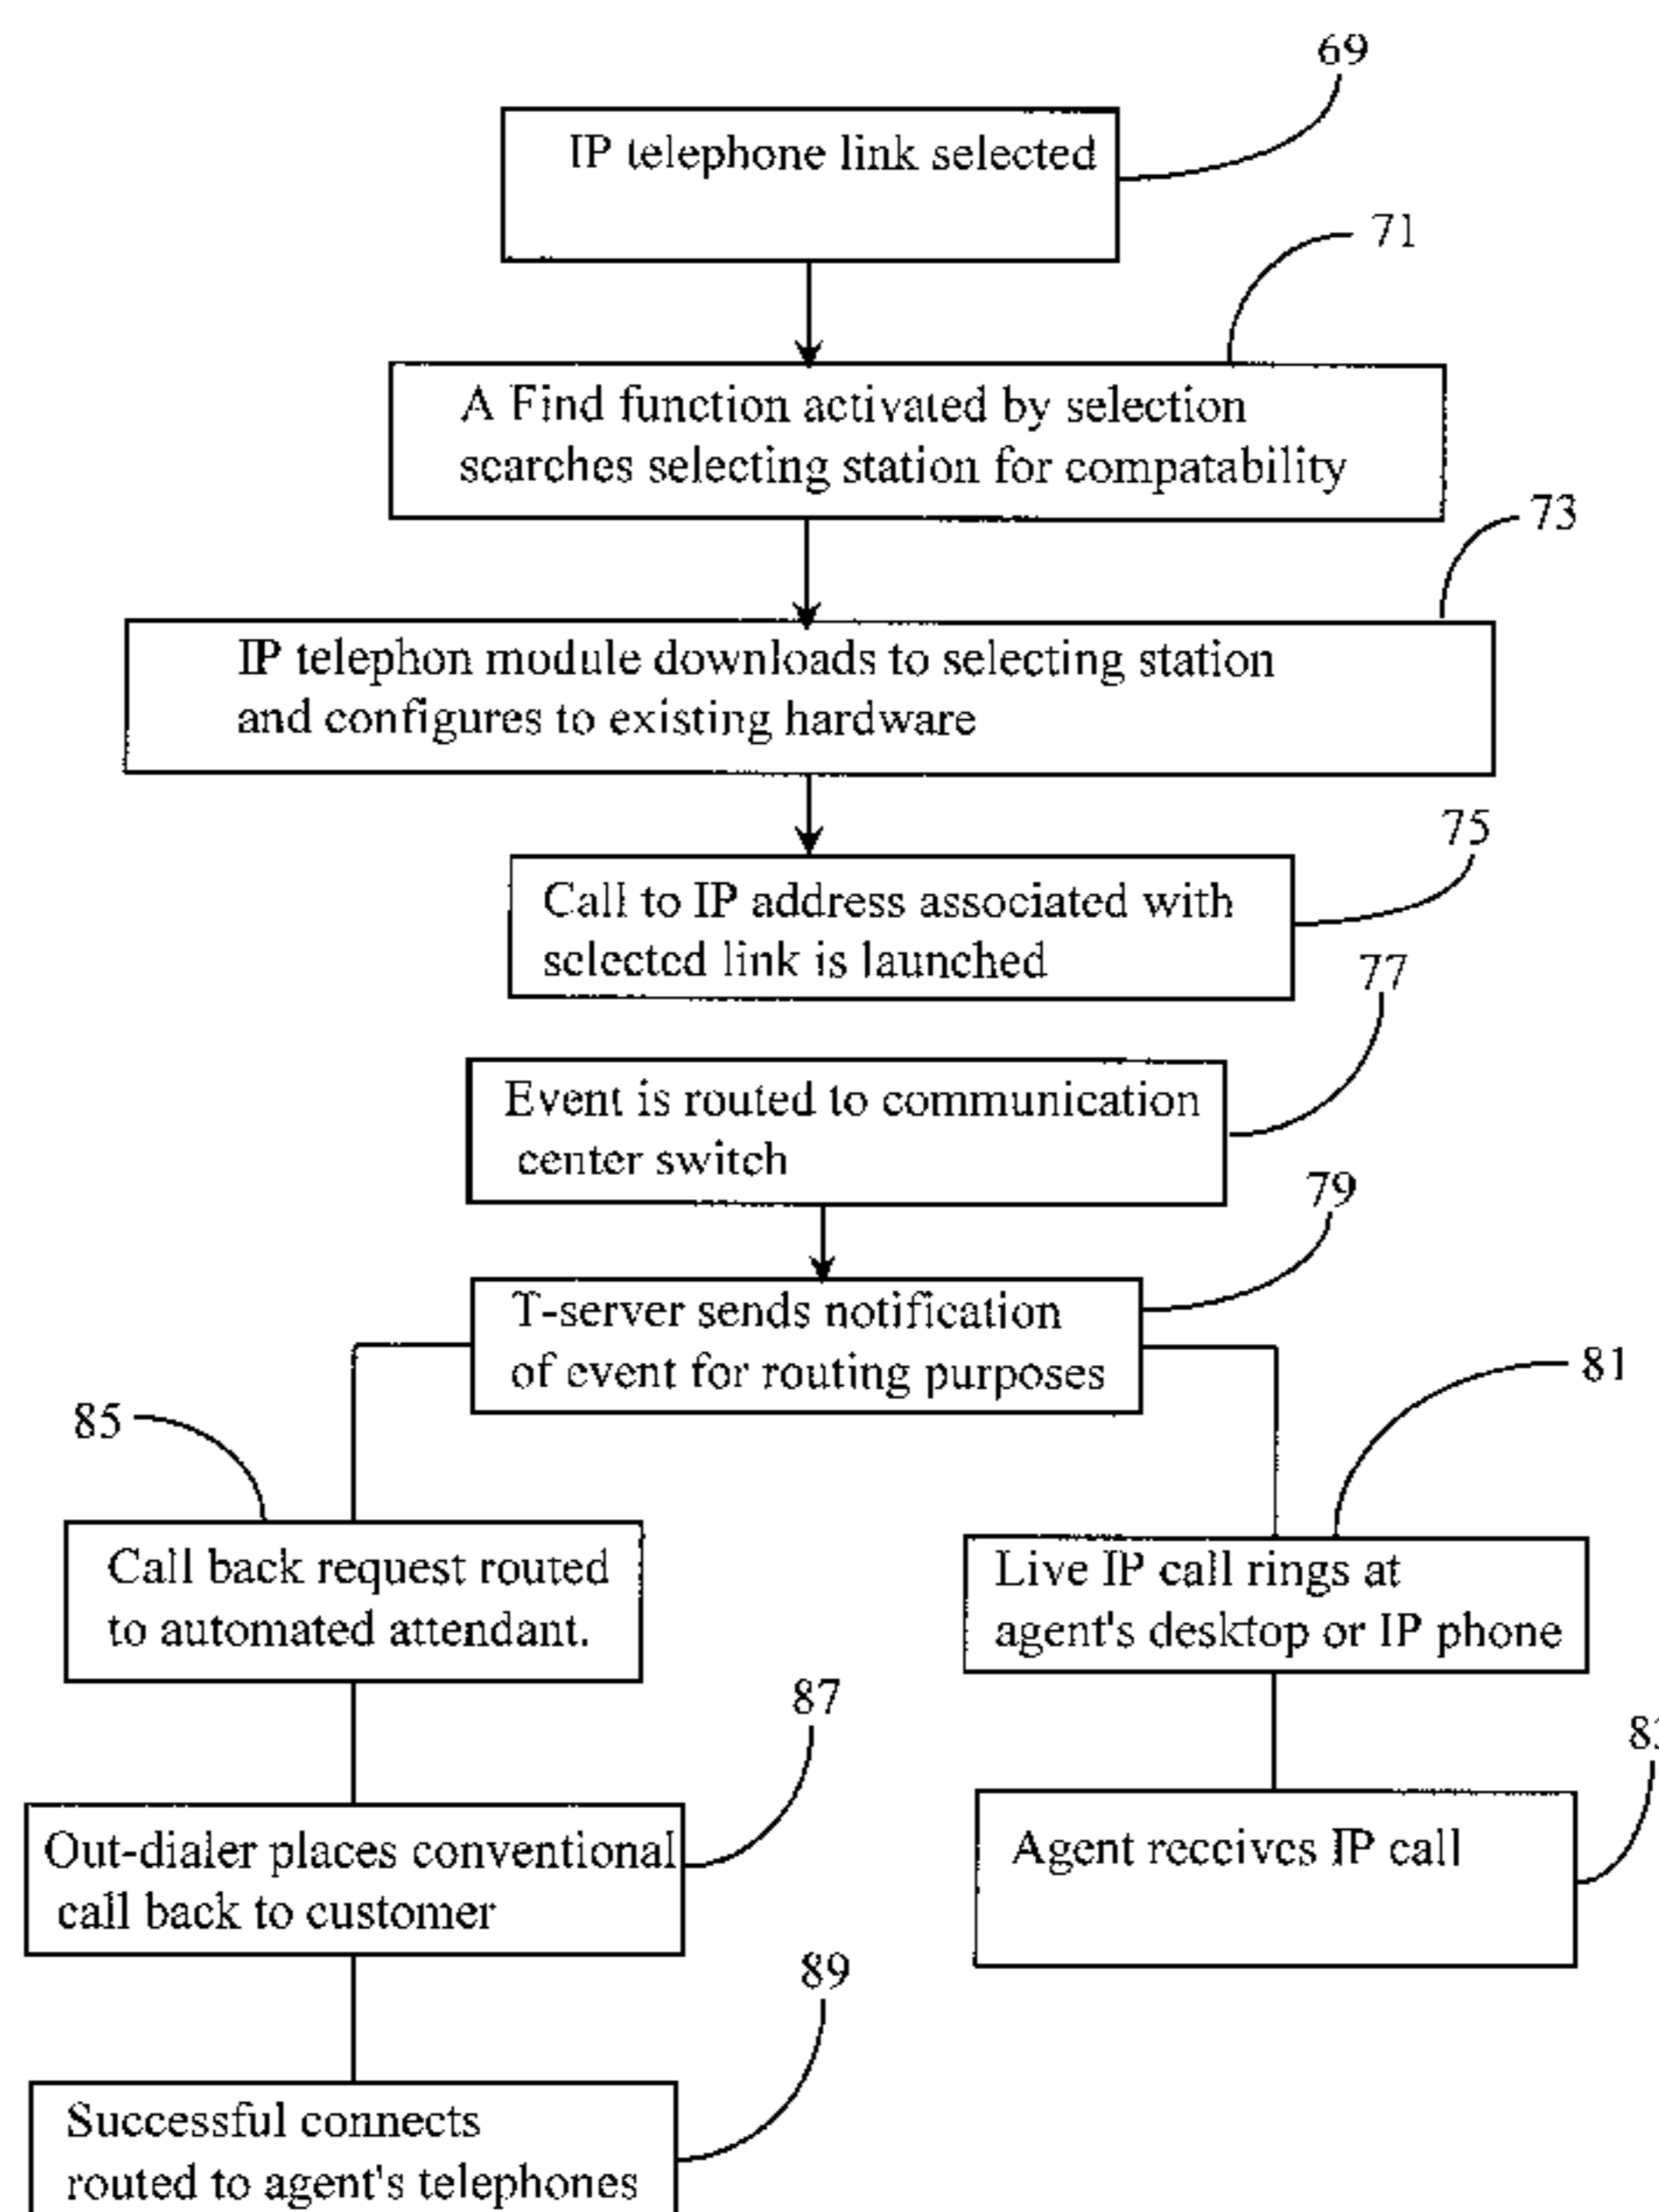 69
IP telephone link selected
71
A Find function activated by selection
searches selecting station for compatability
73
IP telephon module downloads to selecting station
and configures to existing hardware
75
Call to IP address associated with
selected link is launched
77
Event is routed to communication
center switch
79
T-server sends notification
of event for routing purposes
81
85
Call back request routed
to automated attendant.
Live IP call rings at
agent's desktop or IP phone
87
Out-dialer places conventional
call back to customer
Agent receives IP call
89
Successful connects
routed to agent's telephones